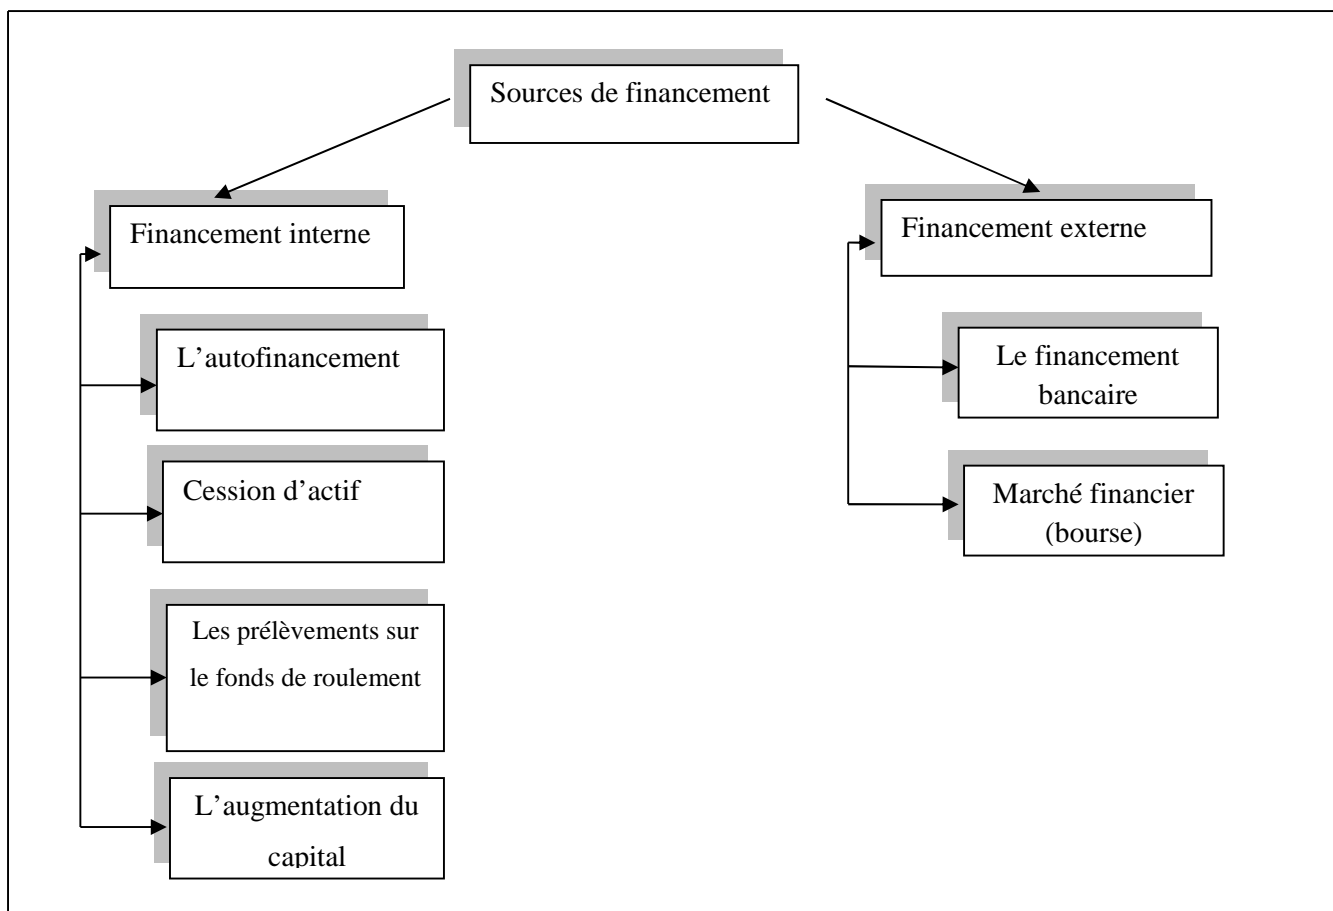 Sources de financement
Financement interne
L’autofinancement
Cession d’actif
Les prélèvements sur
le fonds de roulement
L’augmentation du
capital
Financement externe
Le financement
bancaire
Marché financier
(bourse)